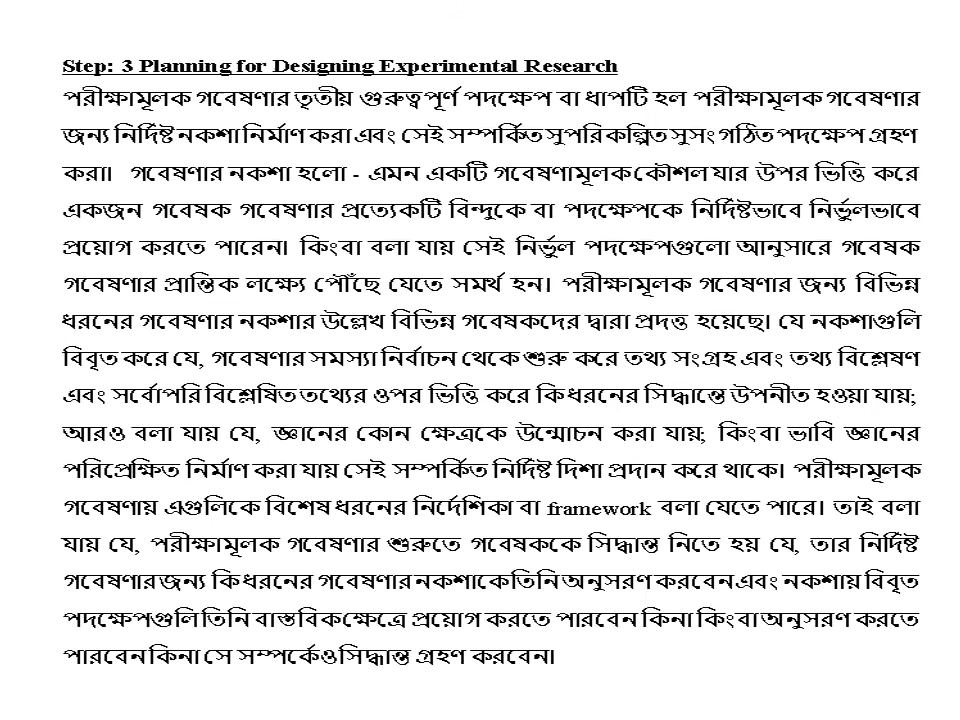 Step: 3 Planning for Designing Experimental Research
পরীক্ষামূলক গবেষণার তৃতীয় গুরুত্বপূর্ণ পদক্ষেপ বা ধাপটি হল পরীক্ষামূলক গবেষণার
জন্য নির্দিষ্ট নকশা নির্মাণ করা এবং সেই সম্পর্কিত সুপরিকল্পিত সুসংগঠিত পদক্ষেপ গ্রহণ
করা। গবেষণার নকশা হলো - এমন একটি গবেষণামূলক কৌশল যার উপর ভিত্তি করে
একজন গবেষক গবেষণার প্রত্যেকটি বিন্দুকে বা পদক্ষেপকে নির্দিষ্টভাবে নির্ভুলভাবে
প্রয়োগ করতে পারেন। কিংবা বলা যায় সেই নির্ভুল পদক্ষেপগুলো আনুসারে গবেষক
গবেষণার প্রান্তিক লক্ষ্যে পৌঁছে যেতে সমর্থ হন। পরীক্ষামূলক গবেষণার জন্য বিভিন্ন
ধরনের গবেষণার নকশার উল্লেখ বিভিন্ন গবেষকদের দ্বারা প্রদত্ত হয়েছে। যে নকশাগুলি
বিবৃত করে যে, গবেষণার সমস্যা নির্বাচন থেকে শুরু করে তথ্য সংগ্রহ এবং তথ্য বিশ্লেষণ
এবং সর্বোপরি বিশ্লেষিত তথ্যের ওপর ভিত্তি করে কিধরনের সিদ্ধান্তে উপনীত হওয়া যায়;
আরও বলা যায় যে, জ্ঞানের কোন ক্ষেত্রকে উন্মোচন করা যায়; কিংবা ভাবি জ্ঞানের
পরিপ্রেক্ষিত নির্মাণ করা যায় সেই সম্পর্কিত নির্দিষ্ট দিশা প্রদান করে থাকে। পরীক্ষামূলক
গবেষণায় এগুলিকে বিশেষ ধরনের নির্দেশিকা বা framework বলা যেতে পারে। তাই বলা
যায় যে, পরীক্ষামূলক গবেষণার শুরুতে গবেষককে সিদ্ধান্ত নিতে হয় যে, তার নির্দিষ্ট
গবেষণার জন্য কিধরনের গবেষণার নকশাকে তিনি অনুসরণ করবেন এবং নকশায় বিবৃত
পদক্ষেপগুলি তিনি বাস্তবিকক্ষেত্রে প্রয়োগ করতে পারবেন কিনা কিংবা অনুসরণ করতে
পারবেন কিনা সে সম্পর্কেও সিদ্ধান্ত গ্রহণ করবেন।